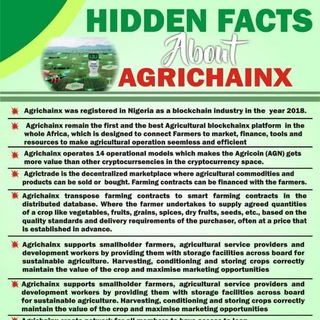 HIDDEN FACTS
About
AGRICHAINX
Agrichainx was registered in Nigeria as a blockchain industry in the year 2018.
Agrichainx remain the first and the best Agricultural blockchainx platform in the
whole Africa, which is designed to connect Farmers to market, finance, tools and
resources to make agricultural operation seemless and efficient
Agrichainx operates 14 operational models which makes the Agricoin (AGN) gets
more value than other cryptocurrencies in the cryptocurrency space.
Agrictrade is the decentralized marketplace where agricultural commodities and
products can be sold or bought. Farming contracts can be financed with the farmers.
Agrichainx transpose farming contracts to smart farming contracts in the
distributed database. Where the farmer undertakes to supply agreed quantities
of a crop like vegetables, fruits, grains, spices, dry fruits, seeds, etc., based on the
quality standards and delivery requirements of the purchaser, often at a price that
is established in advance.
Agrichainx supports smallholder farmers, agricultural service providers and
development workers by providing them with storage facilities across board
for sustainable agriculture. Harvesting, conditioning and storing crops correctly
maintain the value of the crop and maximise marketing opportunities
Agrichainx supports smallholder farmers, agricultural service providers and
development workers by providing them with storage facilities across board
for sustainable agriculture. Harvesting, conditioning and storing crops correctly
maintain the value of the crop and maximise marketing opportunities